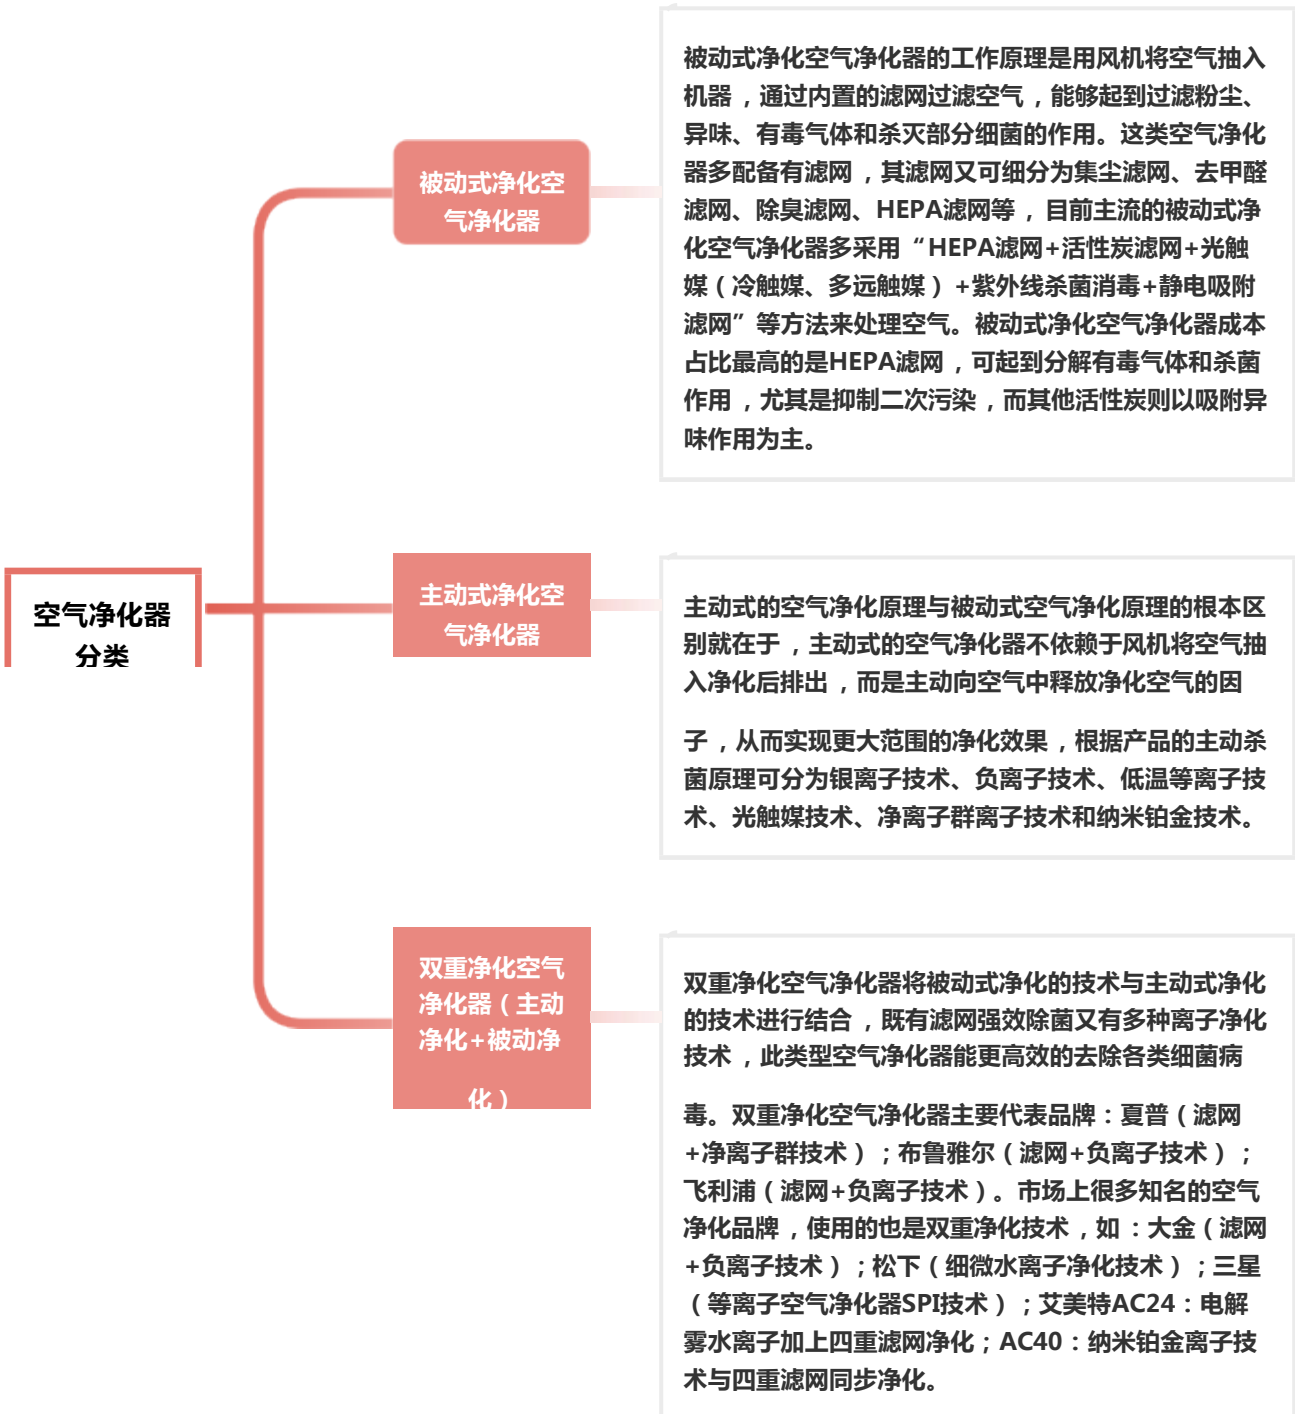 空气净化器
分类
被动式净化空
气净化器
被动式净化空气净化器的工作原理是用风机将空气抽入
机器，通过内置的滤网过滤空气，能够起到过滤粉尘、
异味、有毒气体和杀灭部分细菌的作用。这类空气净化
器多配备有滤网，其滤网又可细分为集尘滤网、去甲醛
滤网、除臭滤网、HEPA滤网等，目前主流的被动式净
化空气净化器多采用“HEPA滤网+活性炭滤网+光触
媒（冷触媒、多远触媒）+紫外线杀菌消毒+静电吸附
滤网”等方法来处理空气。被动式净化空气净化器成本
占比最高的是HEPA滤网，可起到分解有毒气体和杀菌
作用，尤其是抑制二次污染，而其他活性炭则以吸附异
味作用为主。
主动式净化空
气净化器
主动式的空气净化原理与被动式空气净化原理的根本区
别就在于，主动式的空气净化器不依赖于风机将空气抽
入净化后排出，而是主动向空气中释放净化空气的因
子，从而实现更大范围的净化效果，根据产品的主动杀
菌原理可分为银离子技术、负离子技术、低温等离子技
术、光触媒技术、净离子群离子技术和纳米铂金技术。
双重净化空气
净化器（主动
净化+被动净
化）
双重净化空气净化器将被动式净化的技术与主动式净化
的技术进行结合，既有滤网强效除菌又有多种离子净化
技术，此类型空气净化器能更高效的去除各类细菌病
毒。双重净化空气净化器主要代表品牌：夏普（滤网
+净离子群技术）；布鲁雅尔（滤网+负离子技术）；
飞利浦（滤网+负离子技术）。市场上很多知名的空气
净化品牌，使用的也是双重净化技术，如：大金（滤网
+负离子技术）；松下（细微水离子净化技术）；三星
（等离子空气净化器SPI技术）；艾美特AC24：电解
雾水离子加上四重滤网净化；AC40：纳米铂金离子技
术与四重滤网同步净化。